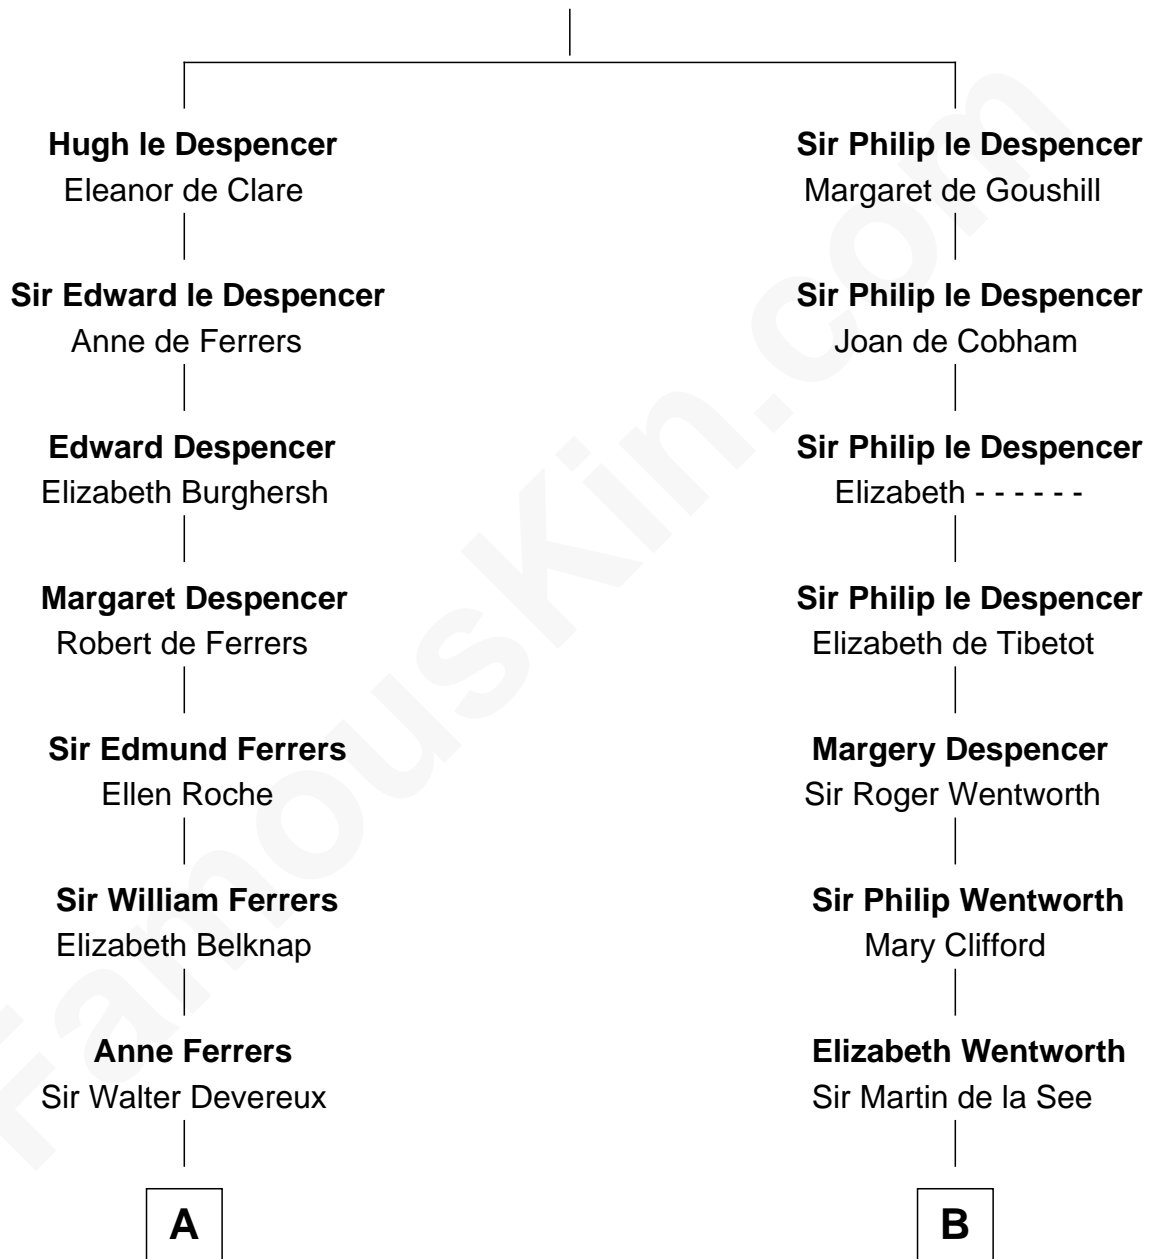 Hugh le Despencer
Eleanor de Clare
Sir Edward le Despencer
Anne de Ferrers
Edward Despencer
Elizabeth Burghersh
Margaret Despencer
Robert de Ferrers
Sir Edmund Ferrers
Ellen Roche
Sir William Ferrers
Elizabeth Belknap
Anne Ferrers
Sir Walter Devereux
A
Sir Philip le Despencer
Margaret de Goushill
Sir Philip le Despencer
Joan de Cobham
Sir Philip le Despencer
Elizabeth - - - - - -
Sir Philip le Despencer
Elizabeth de Tibetot
Margery Despencer
Sir Roger Wentworth
Sir Philip Wentworth
Mary Clifford
Elizabeth Wentworth
Sir Martin de la See
B
FamousKin.com